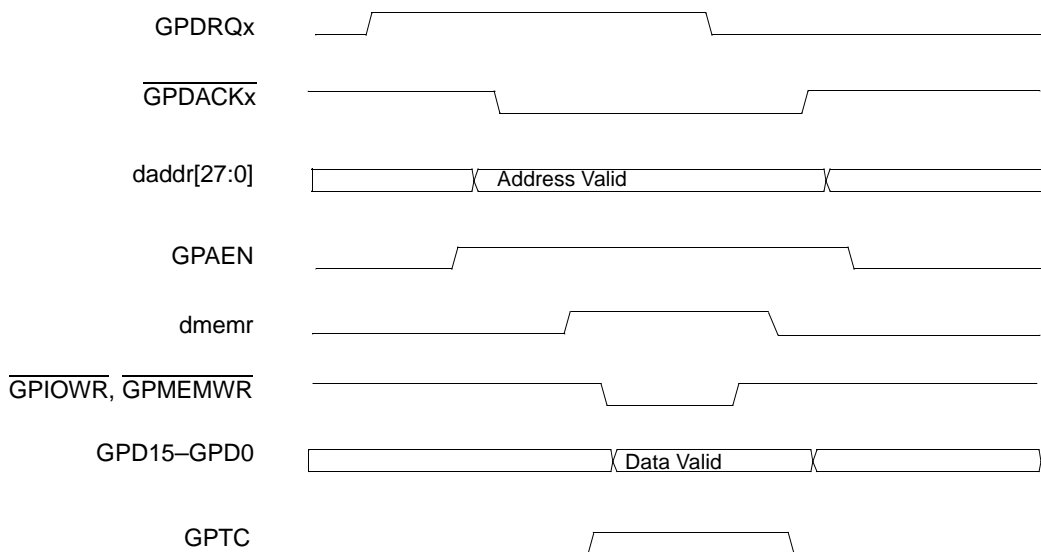 GPDRQx
GPDACKx
daddr[27:0]
Address Valid
GPAEN
dmemr
GPIOWR, GPMEMWR
GPD15–GPD0
Data Valid
GPTC